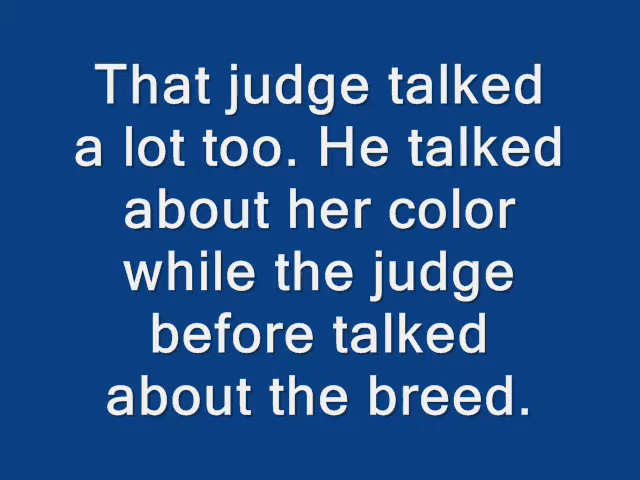 That judge talked
a lot too. He talked
about her color
while the judge
before talked
about the breed.